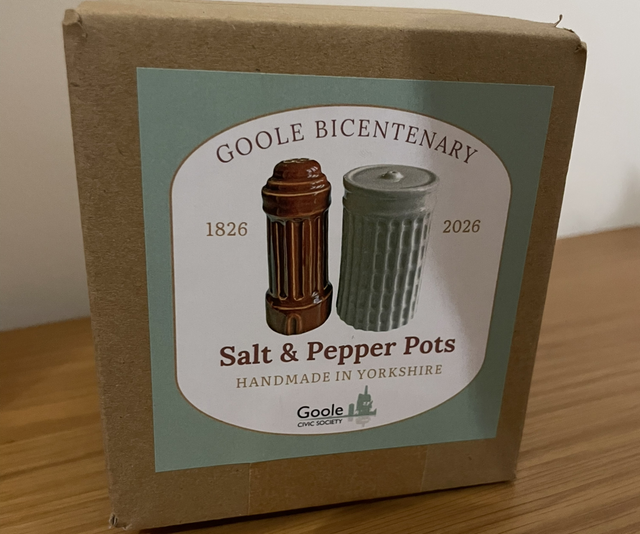 GOOLE BICENTENARY
1826
2026
Salt & Pepper Pots
HANDMADE IN YORKSHIRE
Goole
CIVIC SOCIETY